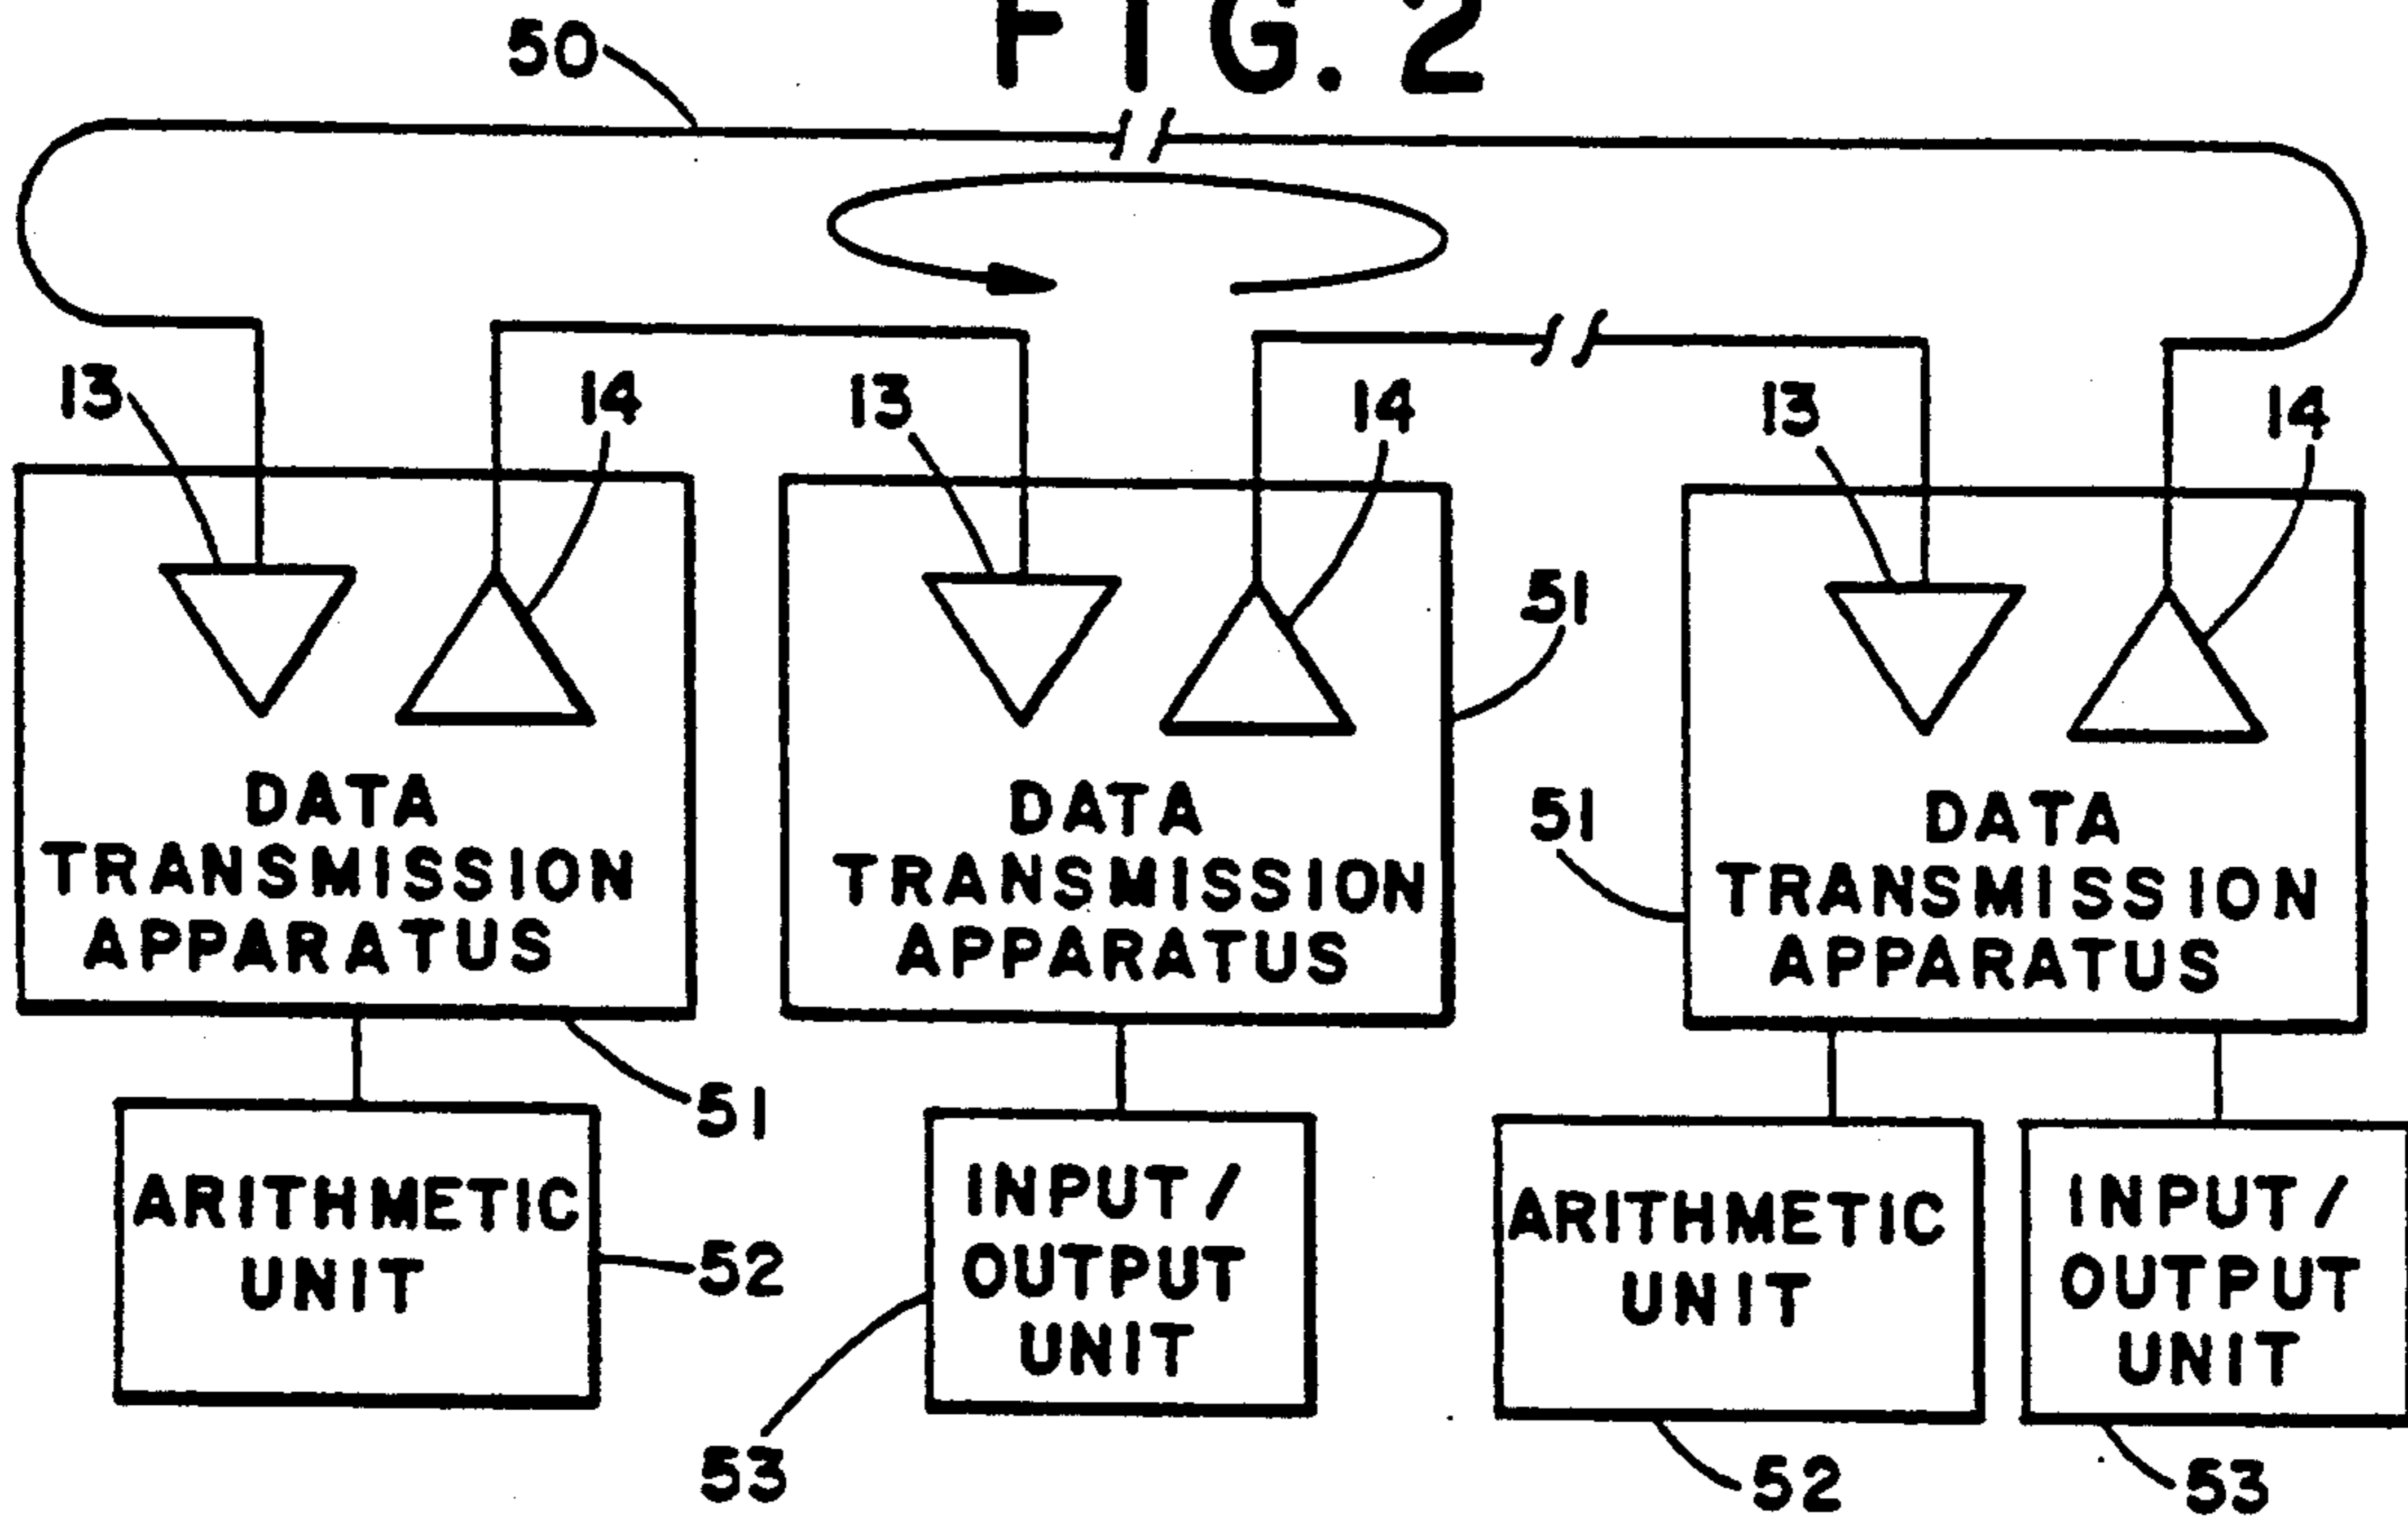 FIG. 2
50
13
14
13
14
13
14
51
51
DATA
TRANSMISSION
APPARATUS
DATA
TRANSMISSION
APPARATUS
DATA
TRANSMISSION
APPARATUS
51
ARITHMETIC
UNIT
52
INPUT/
OUTPUT
UNIT
53
ARITHMETIC
UNIT
52
INPUT/
OUTPUT
UNIT
53